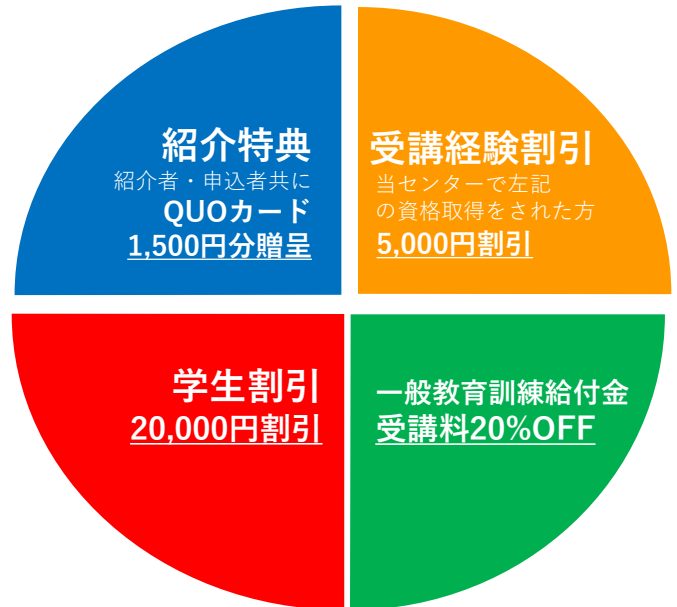 紹介特典
紹介者・申込者共に
QUOカード
1,500円分贈呈
受講経験割引
当センターで左記
の資格取得をされた方
5,000円割引
学生割引
20,000円割引
一般教育訓練給付金
受講料20%OFF